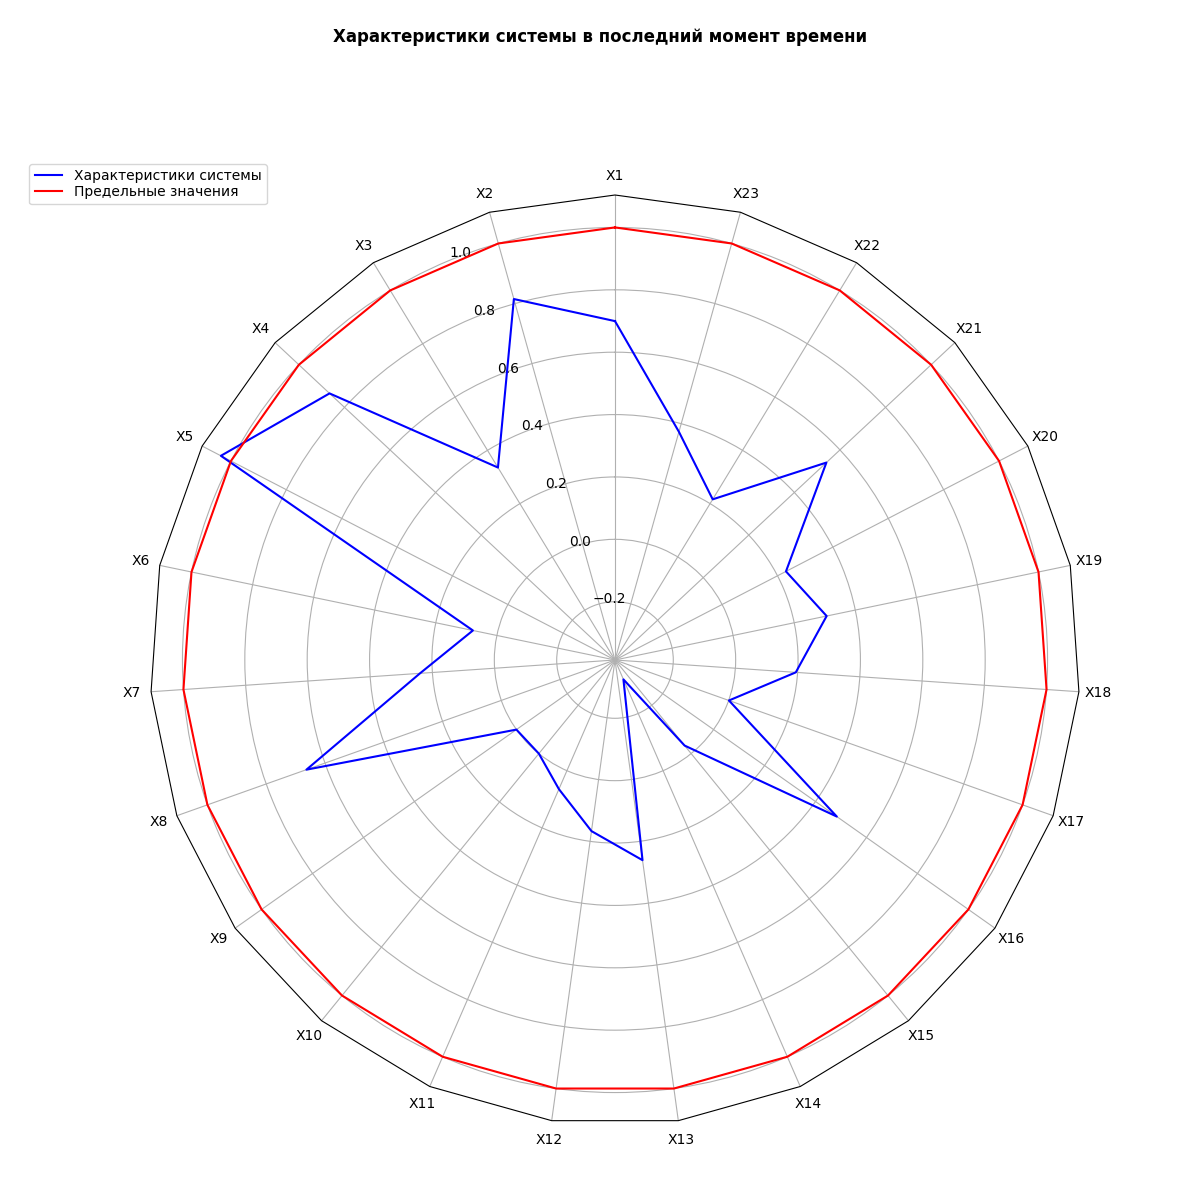 Характеристики системы в последний момент времени
Характеристики системы
Предельные значения
X1
X2
X23
X3
X22
1.0
0.8
X4
X21
0.6
0.4
X5
X20
0.2
0.0
X6
X19
−0.2
X7
X18
X8
X17
X9
X16
X10
X15
X11
X14
X12
X13